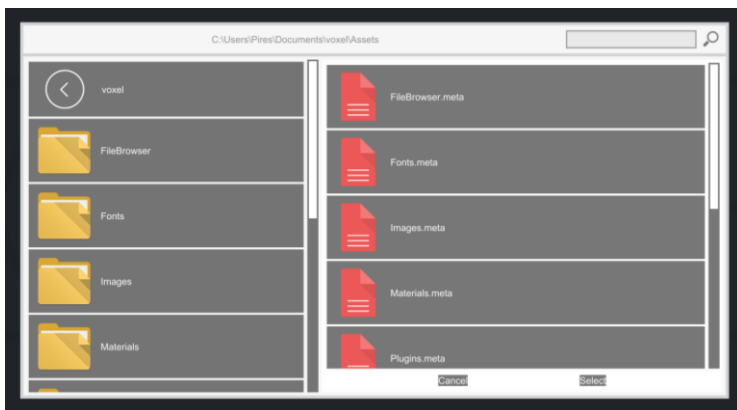 C:\Users\Pires\Documents\voxel\Assets
voxel
FileBrowser
Fonts
Images
Materials
FileBrowser.meta
Fonts.meta
Images.meta
Materials.meta
Plugins.meta
Cancel
Select